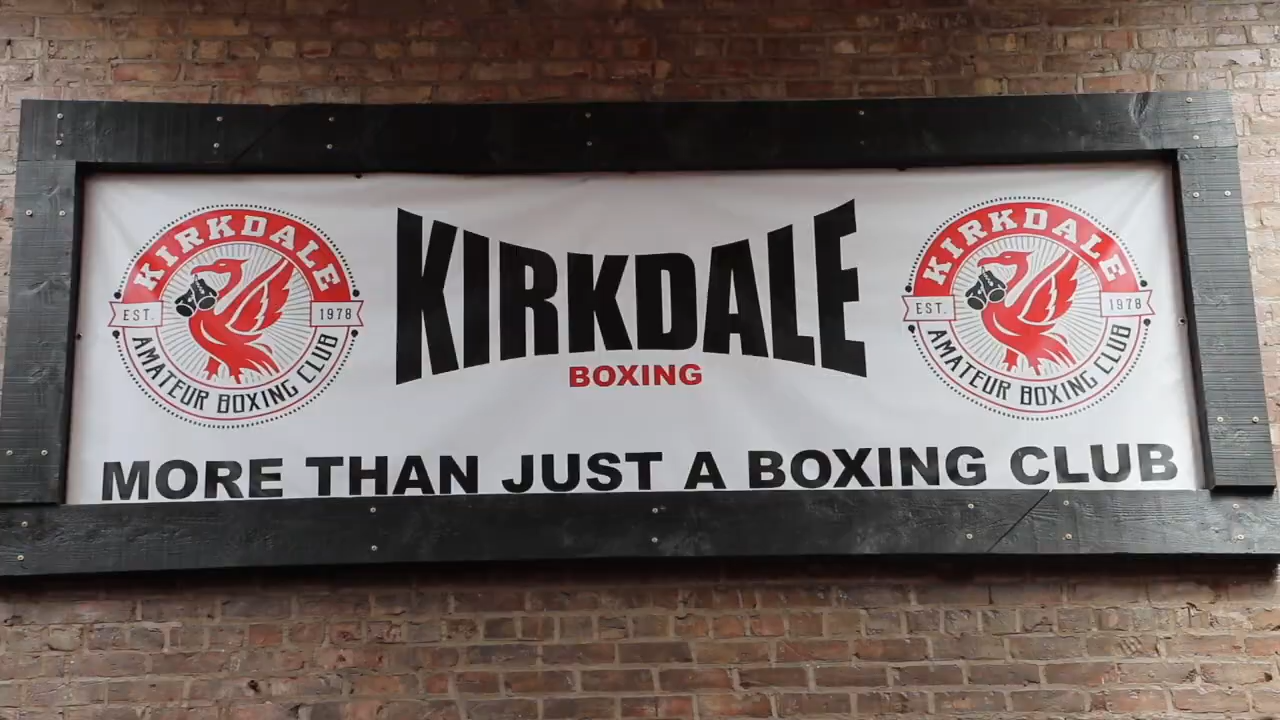 KIRKDALE
EST. 1978
AMATEUR BOXING CLUB
KIRKDALE
BOXING
KIRKDALE
EST. 1978
AMATEUR BOXING CLUB
MORE THAN JUST A BOXING CLUB